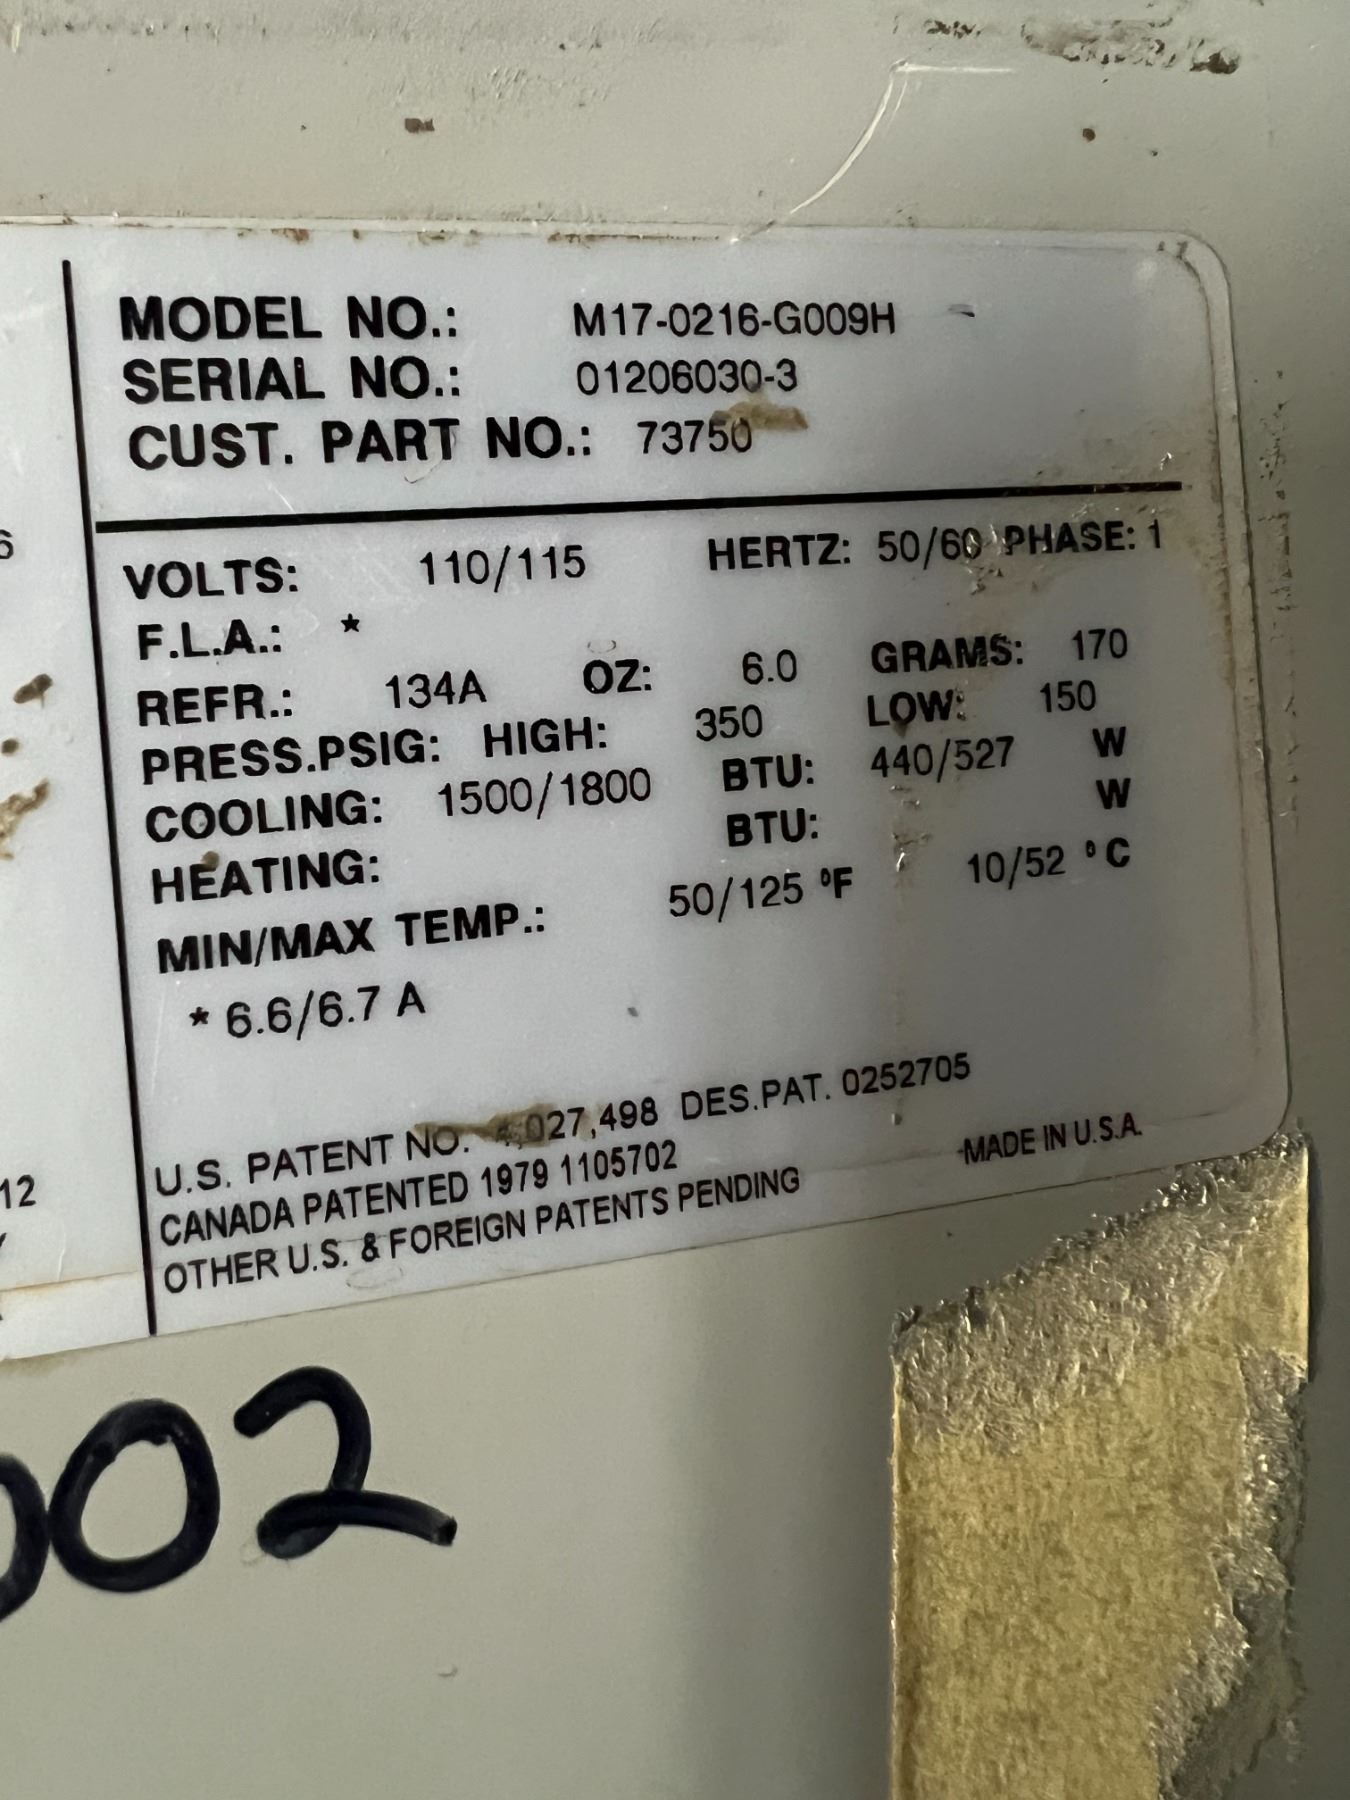 MODEL NO.: M17-0216-G009H
SERIAL NO.: 01206030-3
CUST. PART NO.: 73750
6
VOLTS: 110/115 HERTZ: 50/60 PHASE: 1
F.L.A.: *
REFR.: 134A OZ: 6.0 GRAMS: 170
PRESS.PSIG: HIGH: 350 LOW: 150
COOLING: 1500/1800 BTU: 440/527 W
HEATING: BTU: W
MIN/MAX TEMP.: 50/125 °F 10/52 °C
* 6.6/6.7 A
U.S. PATENT NO. 4,027,498 DES.PAT. 0252705
CANADA PATENTED 1979 1105702
OTHER U.S. & FOREIGN PATENTS PENDING
MADE IN U.S.A.
12
002